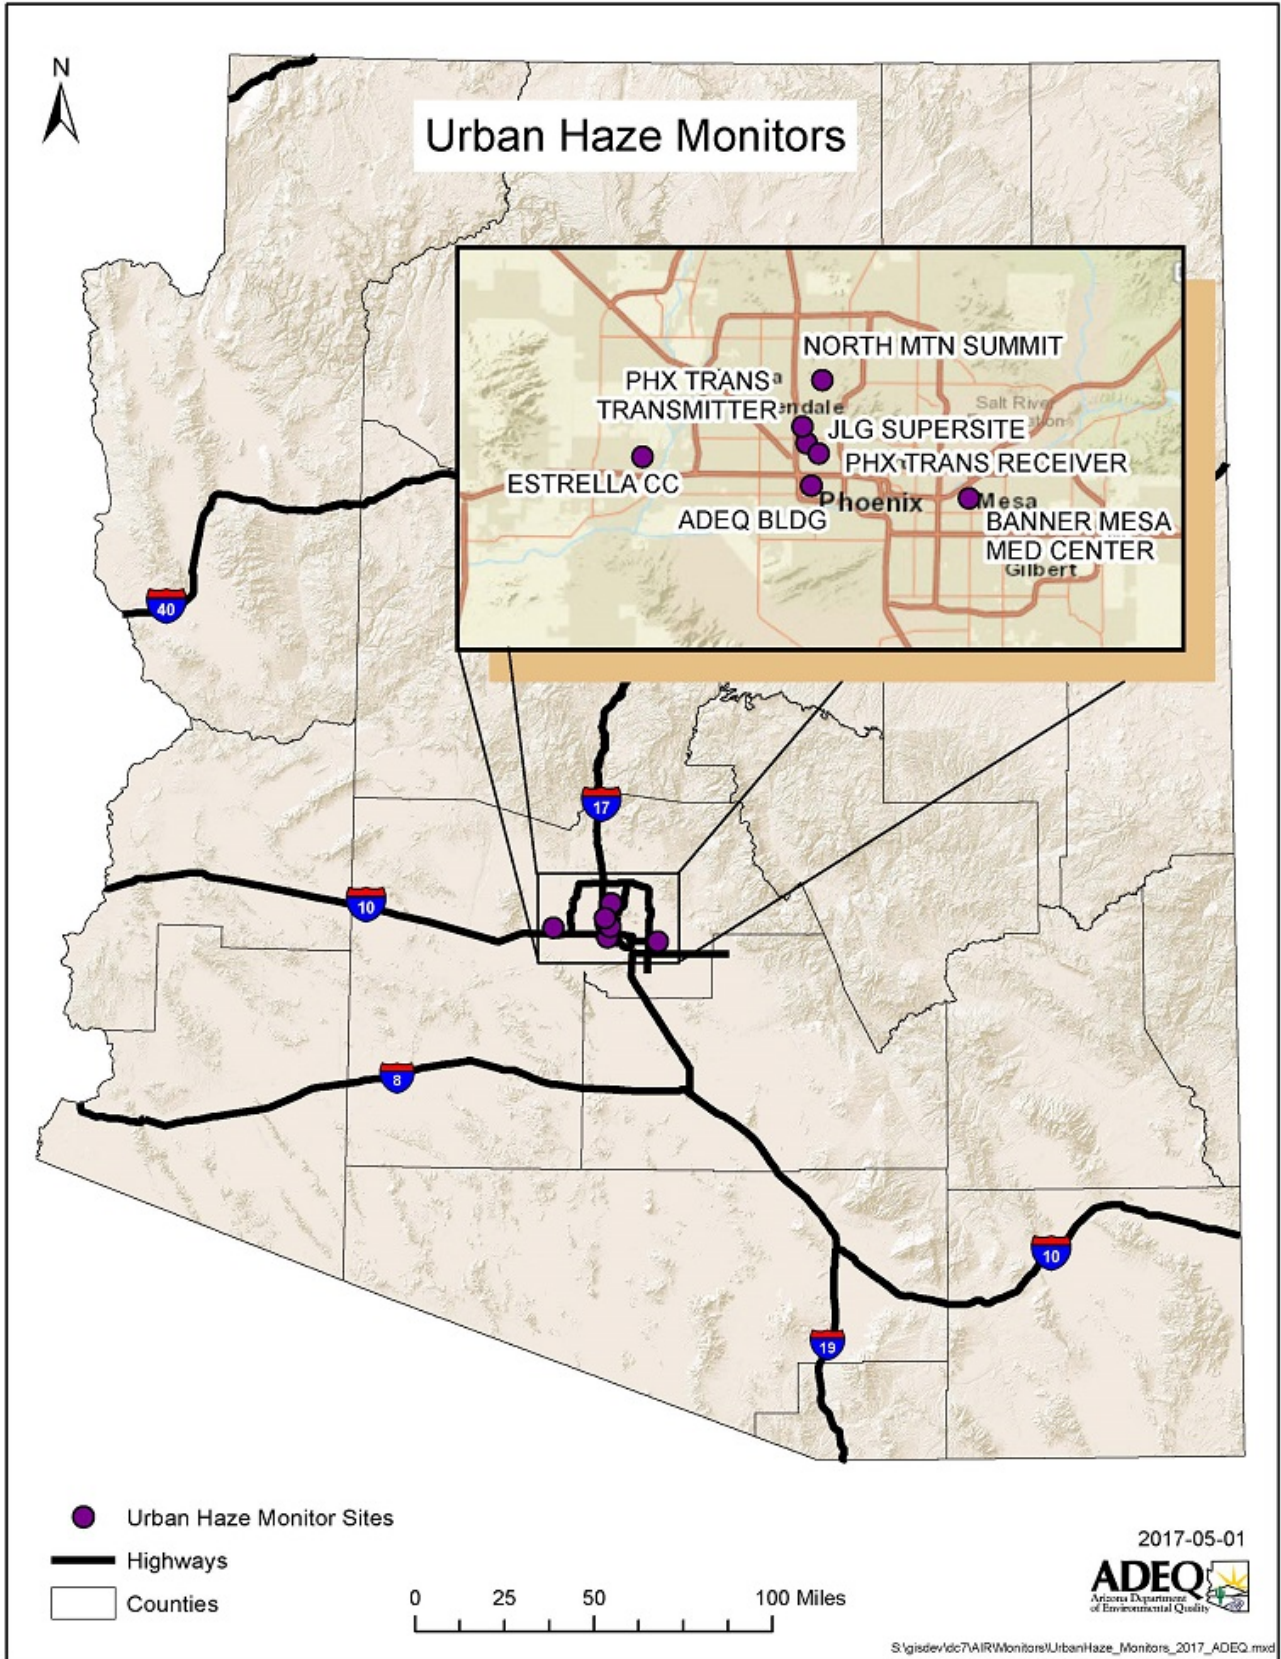 N
Urban Haze Monitors
NORTH MTN SUMMIT
PHX TRANS
TRANSMITTER
a
endale
Salt River
JLG SUPERSITE
PHX TRANS RECEIVER
ESTRELLA CC
Phoenix
Mesa
ADEQ BLDG
BANNER MESA
MED CENTER
Gilbert
40
17
10
8
10
19
Urban Haze Monitor Sites
Highways
Counties
0 25 50 100 Miles
2017-05-01
ADEQ
Arizona Department
of Environmental Quality
S:\gisdev\dc7\AIR\Monitors\UrbanHaze_Monitors_2017_ADEQ.mxd